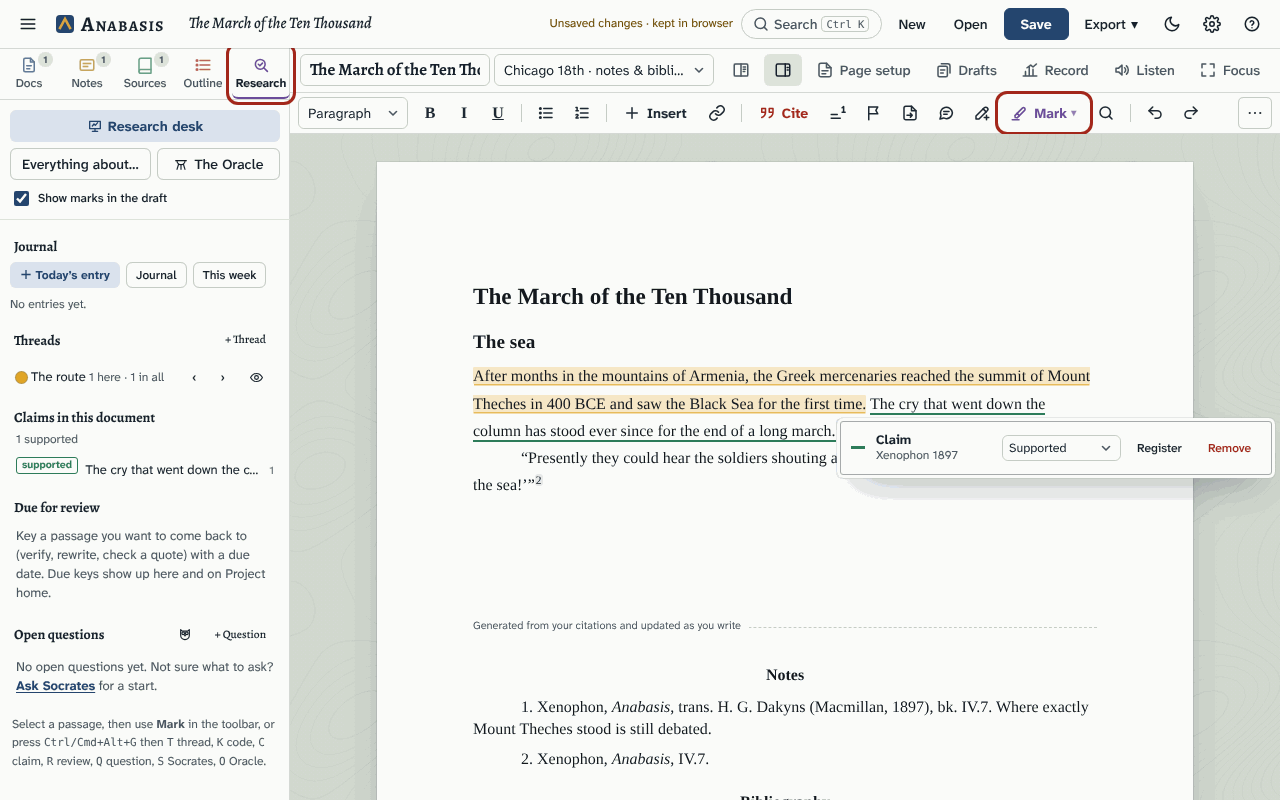 ANABASIS
The March of the Ten Thousand
Unsaved changes · kept in browser
Search Ctrl K
New
Open
Save
Export ▾
Docs 1
Notes 1
Sources 1
Outline
Research
The March of the Ten Tho
Chicago 18th · notes & bibli...
Page setup
Drafts
Record
Listen
Focus
Paragraph
B I U
Insert
Cite
Mark ▾
Research desk
Everything about...
The Oracle
Show marks in the draft
Journal
+ Today's entry
Journal
This week
No entries yet.
Threads
+ Thread
The route 1 here · 1 in all
Claims in this document
1 supported
supported The cry that went down the c... 1
Due for review
Key a passage you want to come back to
(verify, rewrite, check a quote) with a due
date. Due keys show up here and on Project
home.
Open questions
+ Question
No open questions yet. Not sure what to ask?
Ask Socrates for a start.
Select a passage, then use Mark in the toolbar, or
press Ctrl/Cmd+Alt+G then T thread, K code, C
claim, R review, Q question, S Socrates, O Oracle.
The March of the Ten Thousand
The sea
After months in the mountains of Armenia, the Greek mercenaries reached the summit of Mount
Theches in 400 BCE and saw the Black Sea for the first time. The cry that went down the
column has stood ever since for the end of a long march.
“Presently they could hear the soldiers shouting
the sea!’”2
Claim
Xenophon 1897
Supported
Register
Remove
Generated from your citations and updated as you write
Notes
1. Xenophon, Anabasis, trans. H. G. Dakyns (Macmillan, 1897), bk. IV.7. Where exactly
Mount Theches stood is still debated.
2. Xenophon, Anabasis, IV.7.